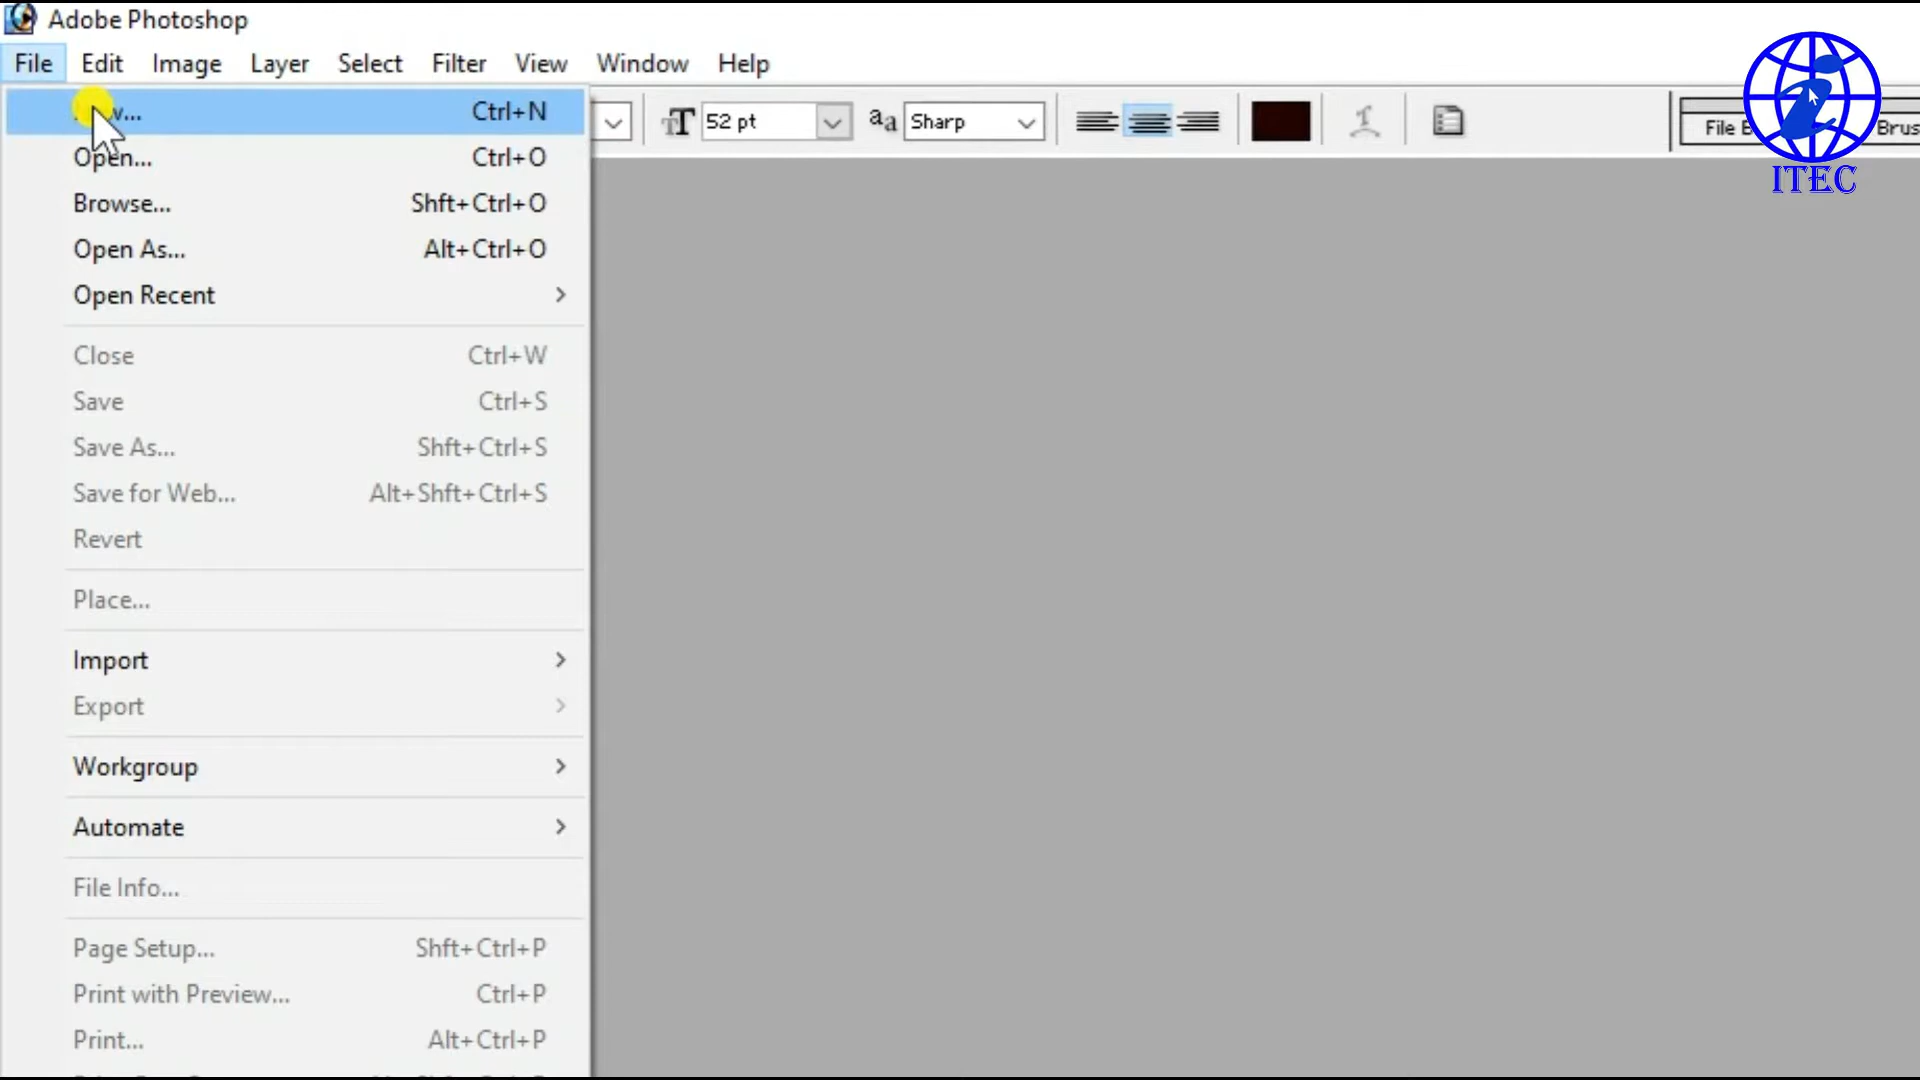 Adobe Photoshop
File Edit Image Layer Select Filter View Window Help
Ctrl+N
52 pt
aa Sharp
File
Brus
ITEC
Open... Ctrl+O
Browse... Shft+Ctrl+O
Open As... Alt+Ctrl+O
Open Recent
Close Ctrl+W
Save Ctrl+S
Save As... Shft+Ctrl+S
Save for Web... Alt+Shft+Ctrl+S
Revert
Place...
Import
Export
Workgroup
Automate
File Info...
Page Setup... Shft+Ctrl+P
Print with Preview... Ctrl+P
Print... Alt+Ctrl+P